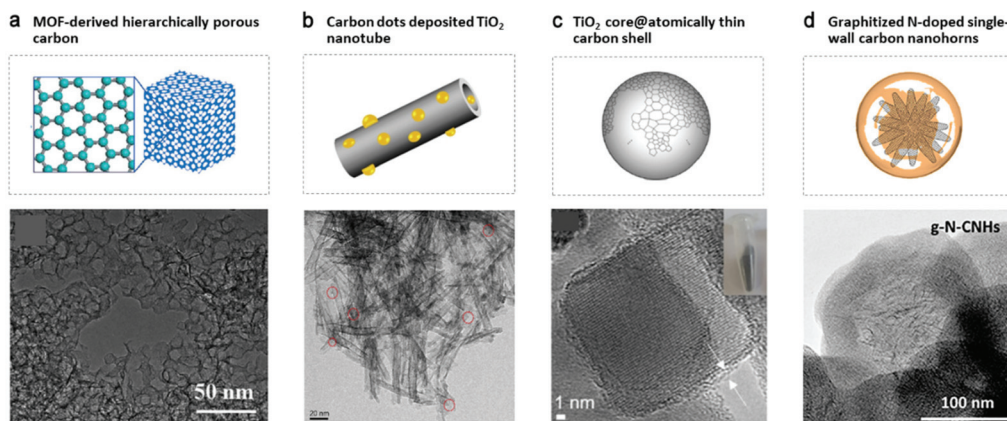 a MOF-derived hierarchically porous
carbon
b Carbon dots deposited TiO₂
nanotube
c TiO₂ core@atomically thin
carbon shell
d Graphitized N-doped single-
wall carbon nanohorns
50 nm
20 nm
1 nm
g-N-CNHs
100 nm